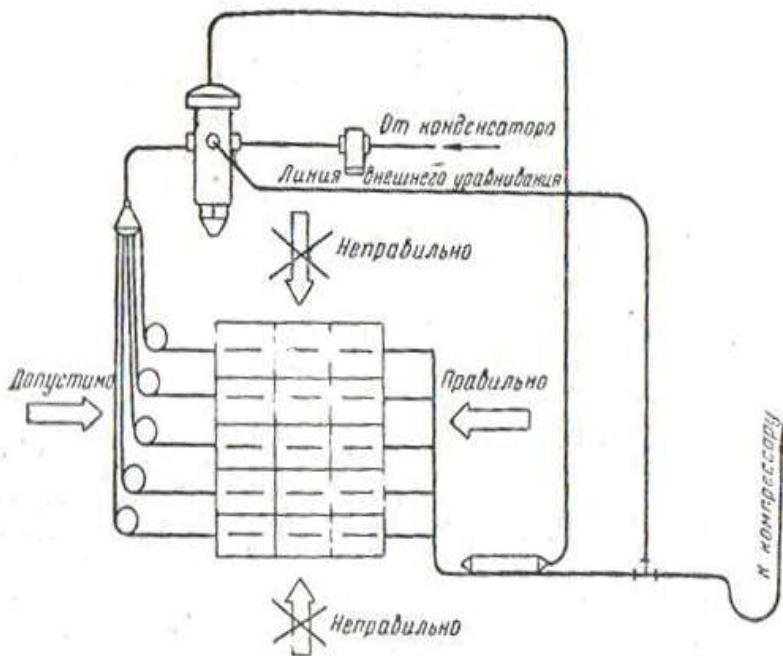 От конденсатора
Линия внешнего уравнивания
Неправильно
Допустимо
Правильно
к компрессору
Неправильно